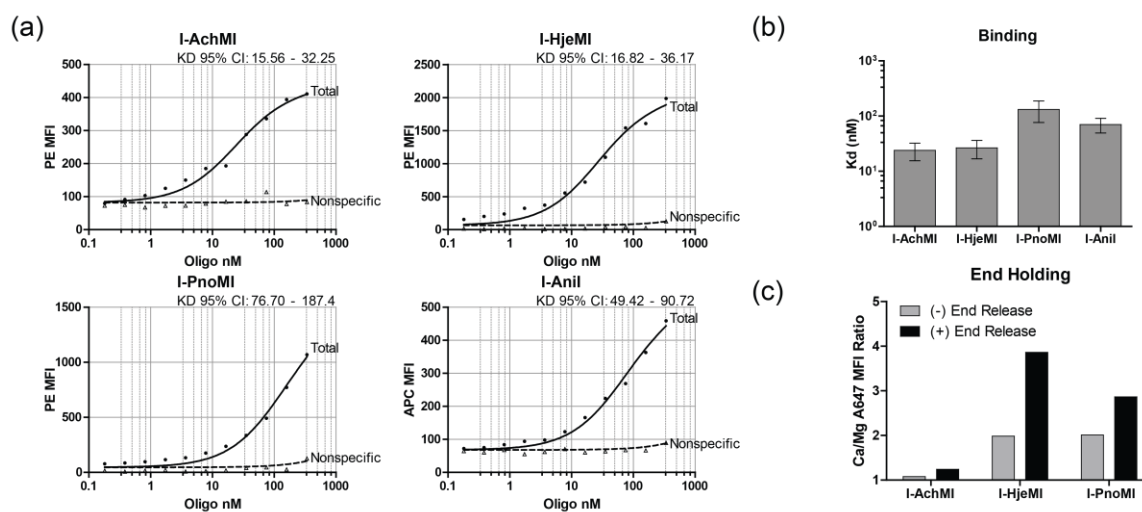 (a)
I-AchMI
KD 95% CI: 15.56 - 32.25
PE MFI
500
400
300
200
100
0
Total
Nonspecific
0.1 1 10 100 1000
Oligo nM
I-HjeMI
KD 95% CI: 16.82 - 36.17
PE MFI
2500
2000
1500
1000
500
0
Total
Nonspecific
0.1 1 10 100 1000
Oligo nM
I-PnoMI
KD 95% CI: 76.70 - 187.4
PE MFI
1500
1000
500
0
Total
Nonspecific
0.1 1 10 100 1000
Oligo nM
I-AniI
KD 95% CI: 49.42 - 90.72
APC MFI
500
400
300
200
100
0
Total
Nonspecific
0.1 1 10 100 1000
Oligo nM
(b)
Binding
Kd (nM)
10²
10¹
10⁰
I-AchMI I-HjeMI I-PnoMI I-AniI
(c)
End Holding
Ca/Mg A647 MFI Ratio
5
4
3
2
1
(-) End Release
(+) End Release
I-AchMI I-HjeMI I-PnoMI